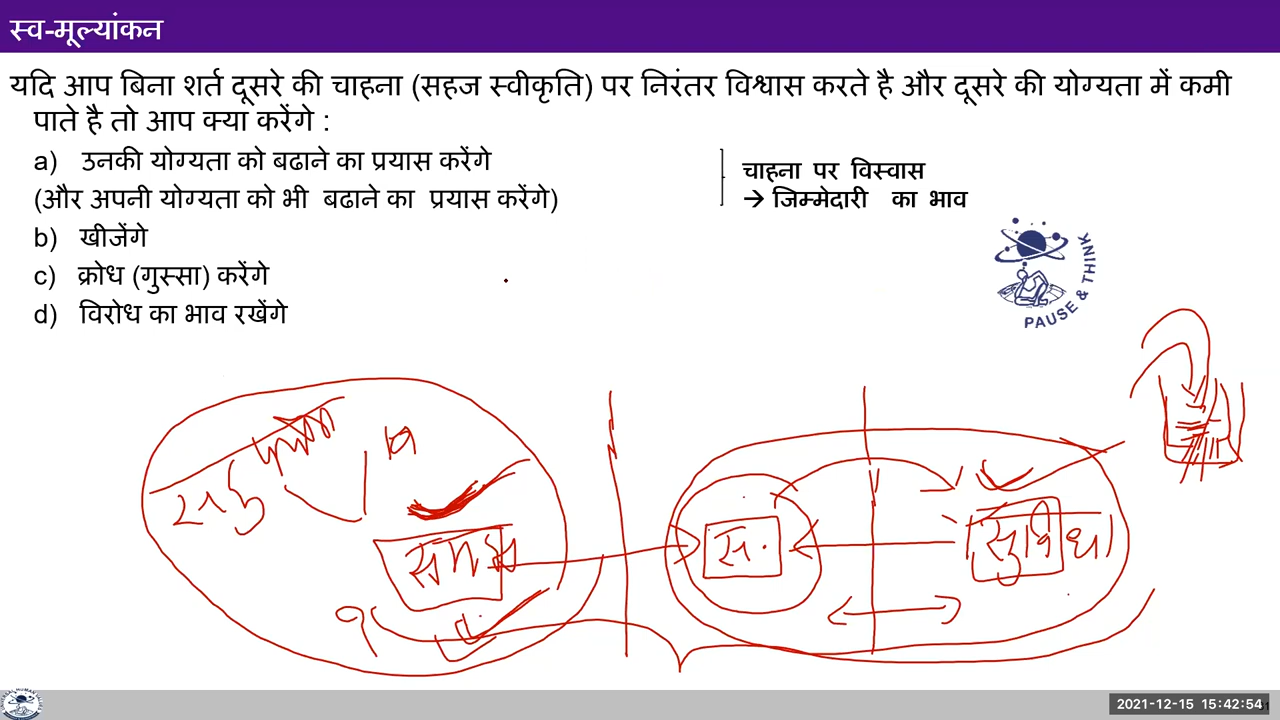 स्व-मूल्यांकन
यदि आप बिना शर्त दूसरे की चाहना (सहज स्वीकृति) पर निरंतर विश्वास करते है और दूसरे की योग्यता में कमी
पाते है तो आप क्या करेंगे :
a) उनकी योग्यता को बढाने का प्रयास करेंगे
(और अपनी योग्यता को भी बढाने का प्रयास करेंगे)
b) खीजेंगे
c) क्रोध (गुस्सा) करेंगे
d) विरोध का भाव रखेंगे
चाहना पर विस्वास
→ जिम्मेदारी का भाव
PAUSE & THINK
समझ
सं.
सुविधा
2021-12-15 15:42:54